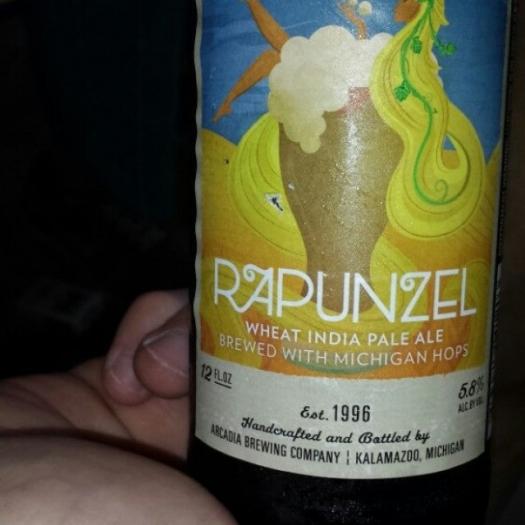 RAPUNZEL
WHEAT INDIA PALE ALE
BREWED WITH MICHIGAN HOPS
12 FL.OZ
5.8%
ALC. BY VOL.
Est. 1996
Handcrafted and Bottled by
ARCADIA BREWING COMPANY ¦ KALAMAZOO, MICHIGAN